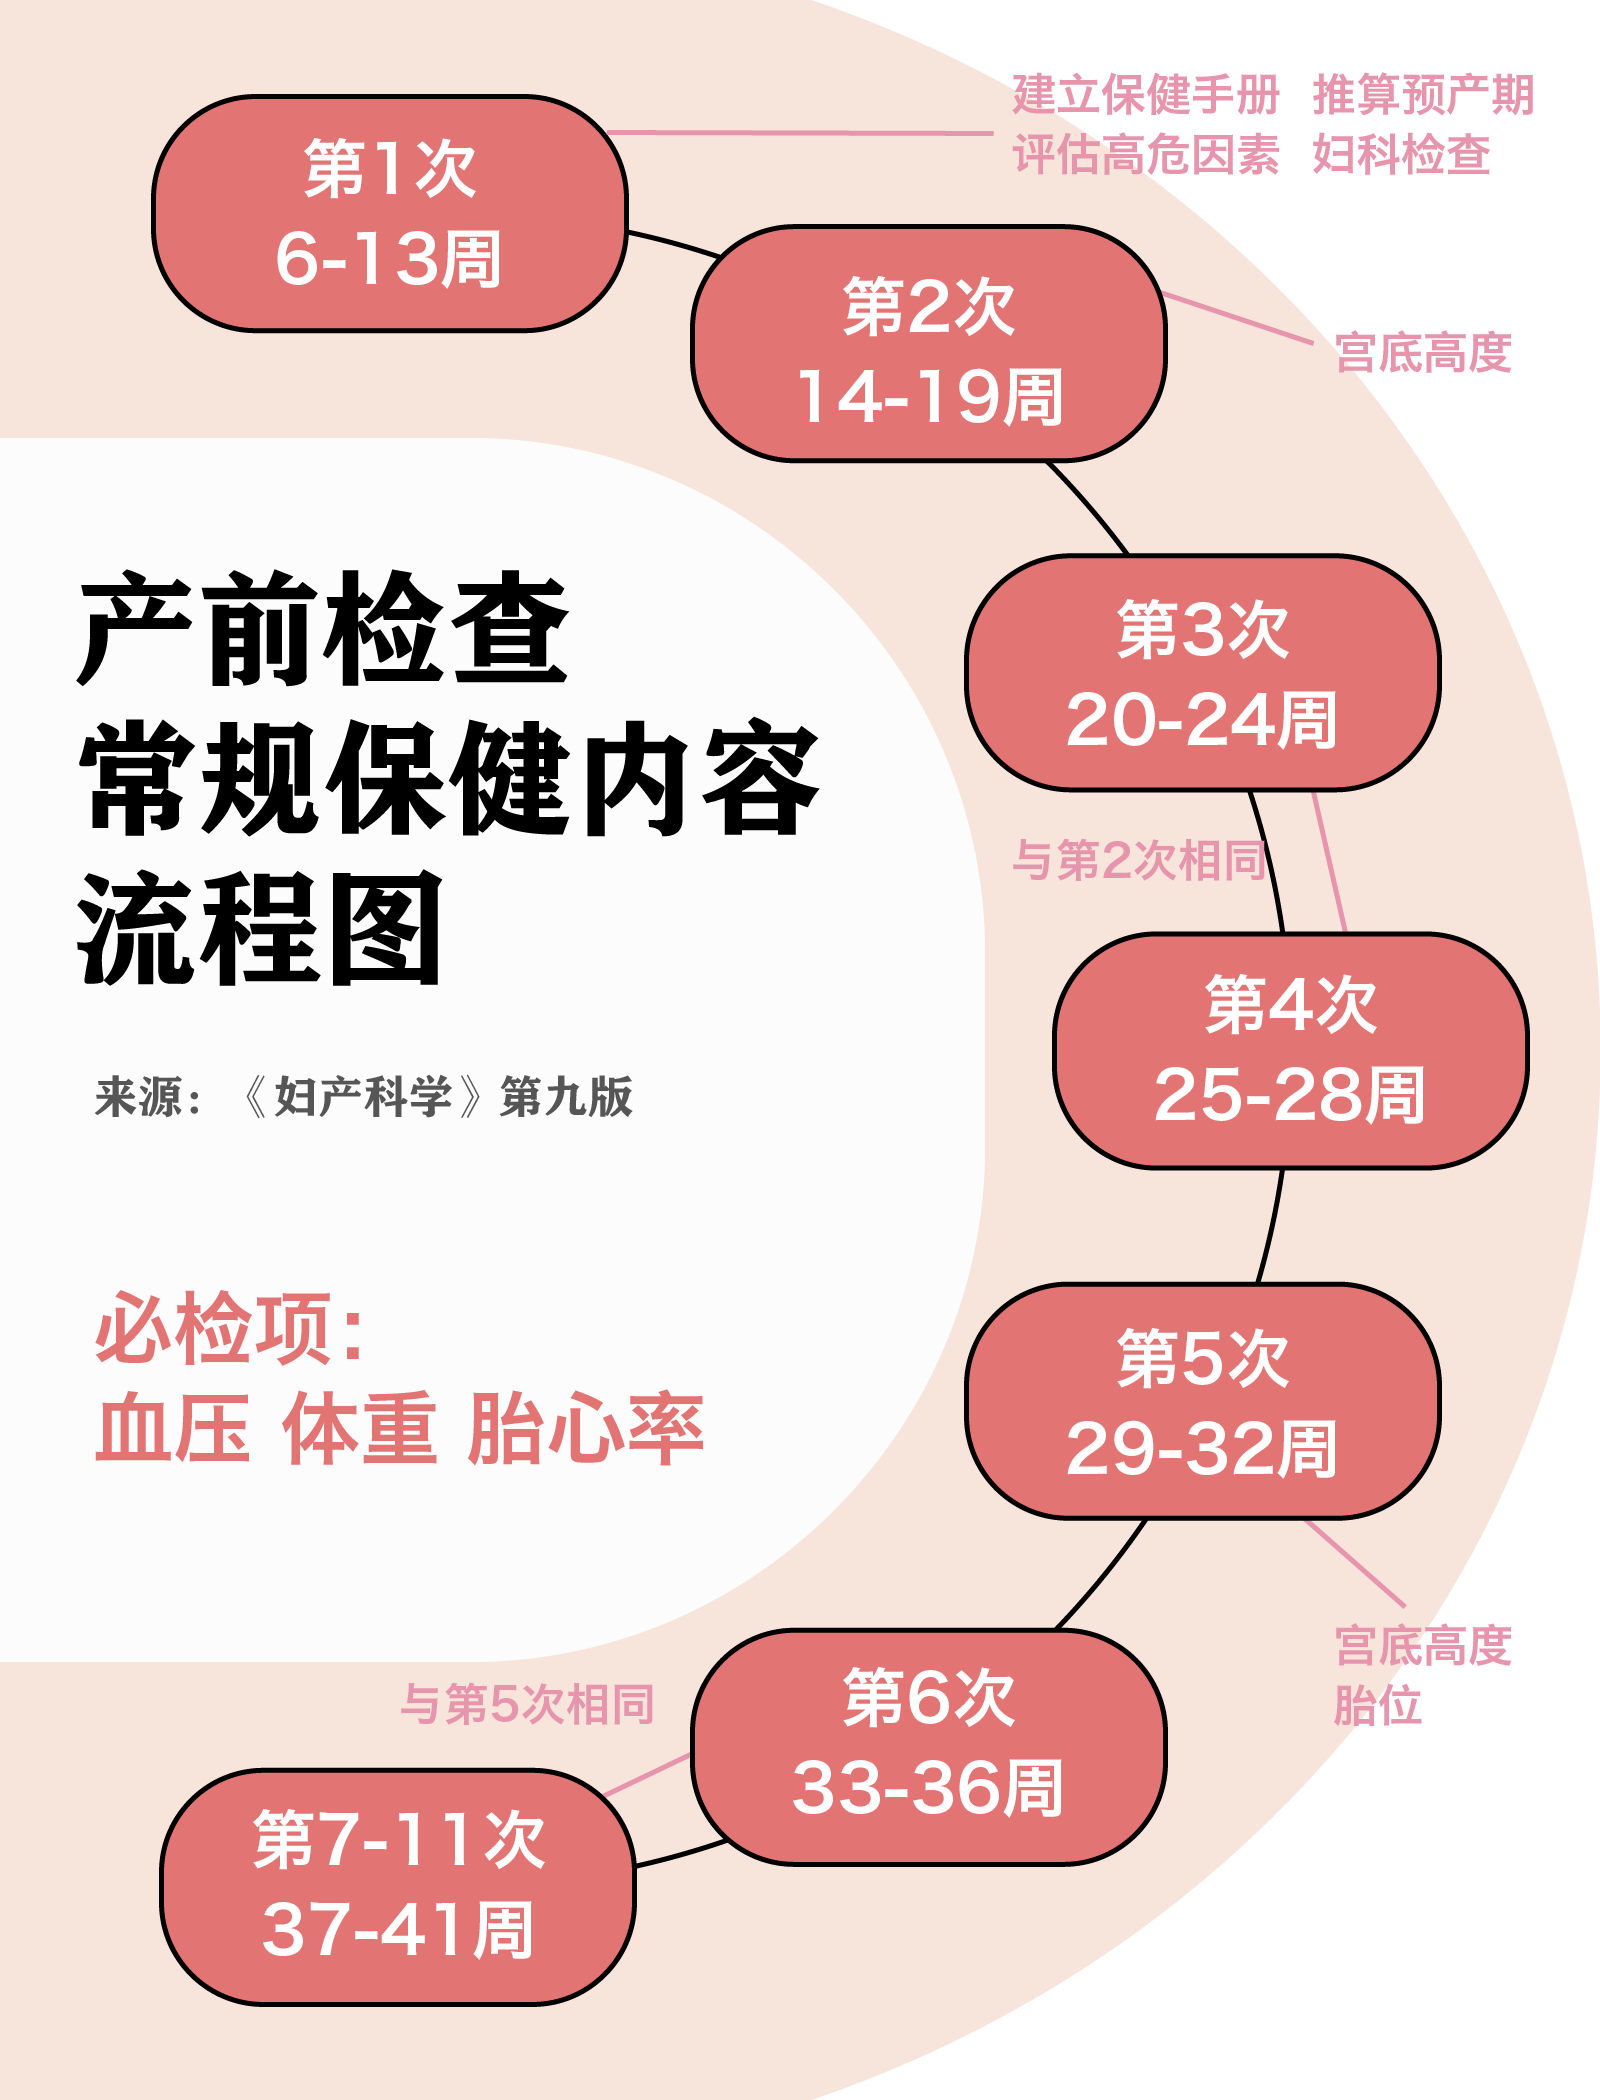 建立保健手册 推算预产期
评估高危因素 妇科检查
第1次
6-13周
第2次
14-19周
宫底高度
第3次
20-24周
与第2次相同
第4次
25-28周
产前检查
常规保健内容
流程图
来源：《妇产科学》第九版
必检项：
血压 体重 胎心率
第5次
29-32周
宫底高度
胎位
第6次
33-36周
与第5次相同
第7-11次
37-41周